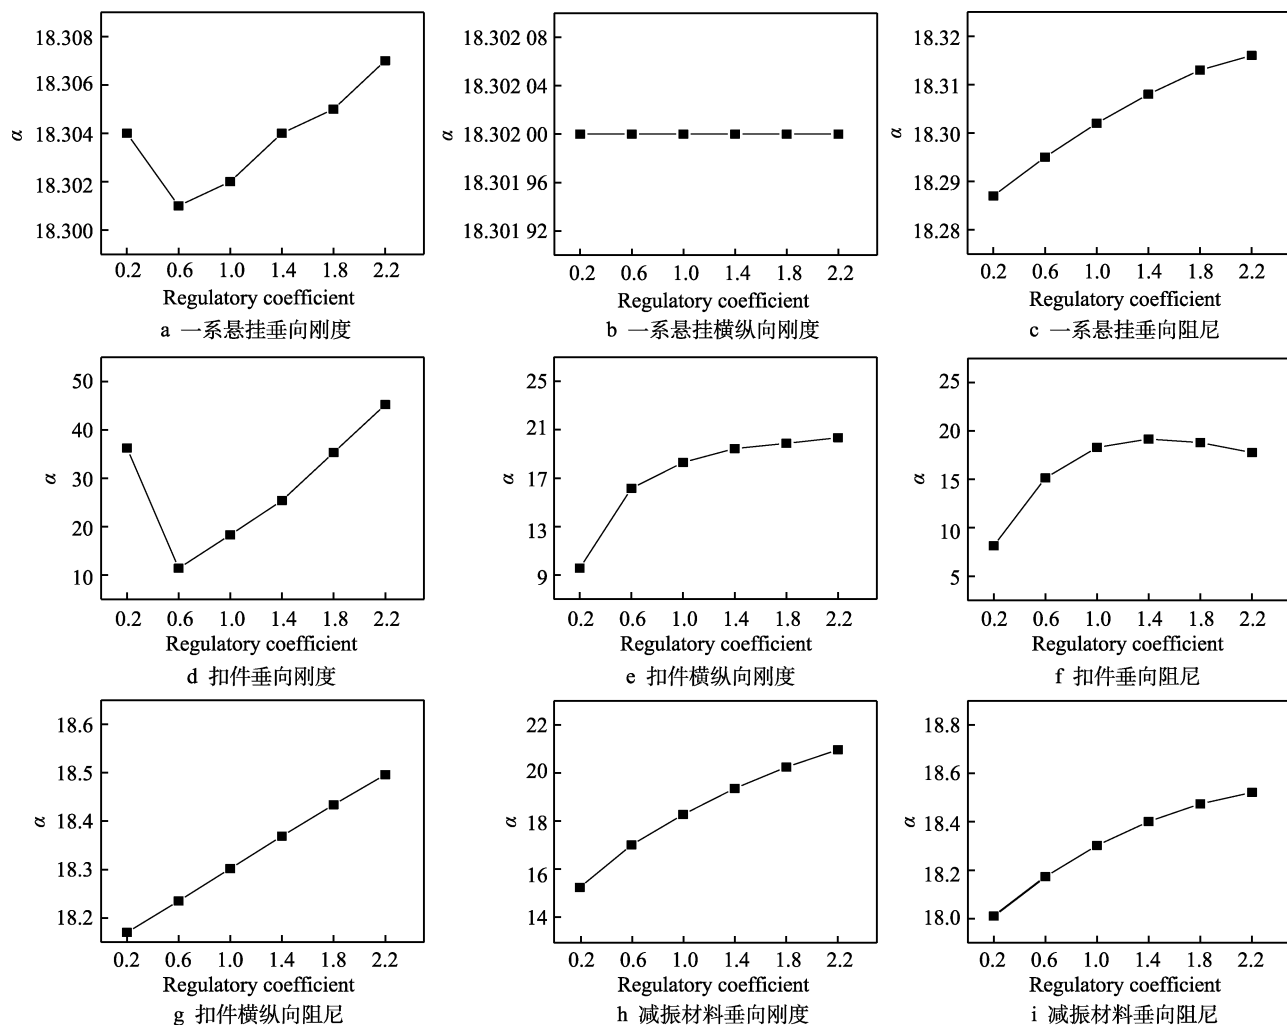 18.308
18.306
18.304
18.302
18.300
α
0.2 0.6 1.0 1.4 1.8 2.2
Regulatory coefficient
a 一系悬挂垂向刚度
18.302 08
18.302 04
18.302 00
18.301 96
18.301 92
α
0.2 0.6 1.0 1.4 1.8 2.2
Regulatory coefficient
b 一系悬挂横纵向刚度
18.32
18.31
18.30
18.29
18.28
α
0.2 0.6 1.0 1.4 1.8 2.2
Regulatory coefficient
c 一系悬挂垂向阻尼
50
40
30
20
10
α
0.2 0.6 1.0 1.4 1.8 2.2
Regulatory coefficient
d 扣件垂向刚度
25
21
17
13
9
α
0.2 0.6 1.0 1.4 1.8 2.2
Regulatory coefficient
e 扣件横纵向刚度
25
20
15
10
5
α
0.2 0.6 1.0 1.4 1.8 2.2
Regulatory coefficient
f 扣件垂向阻尼
18.6
18.5
18.4
18.3
18.2
α
0.2 0.6 1.0 1.4 1.8 2.2
Regulatory coefficient
g 扣件横纵向阻尼
22
20
18
16
14
α
0.2 0.6 1.0 1.4 1.8 2.2
Regulatory coefficient
h 减振材料垂向刚度
18.8
18.6
18.4
18.2
18.0
α
0.2 0.6 1.0 1.4 1.8 2.2
Regulatory coefficient
i 减振材料垂向阻尼